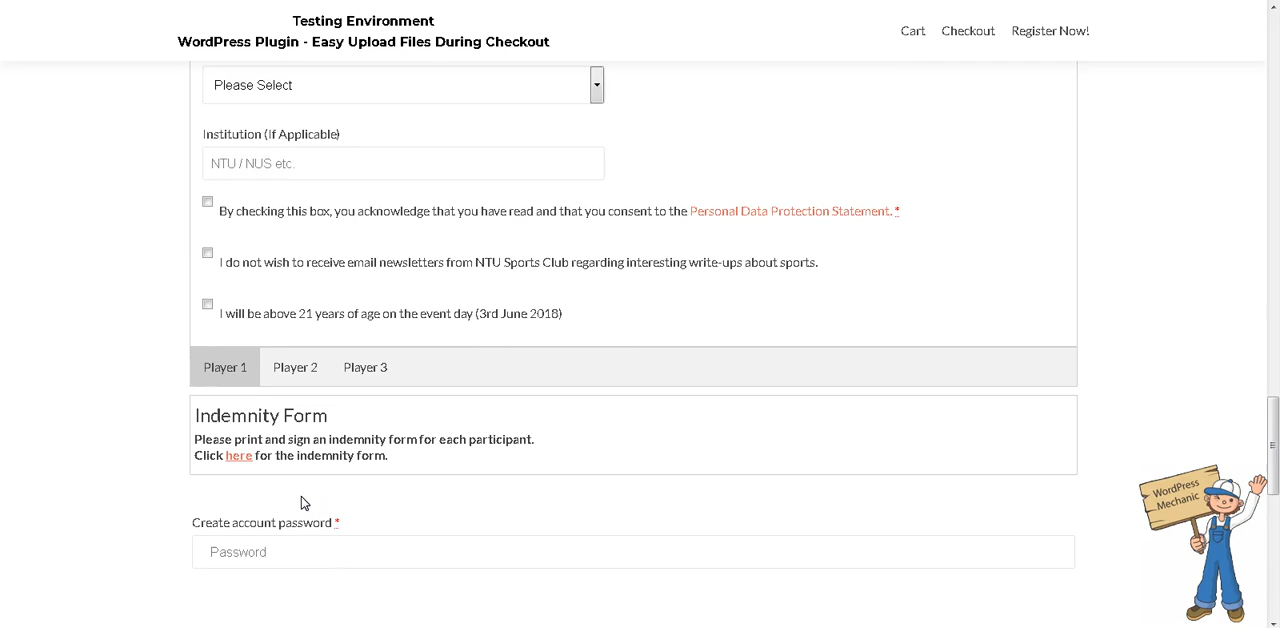 Testing Environment
WordPress Plugin - Easy Upload Files During Checkout
Cart Checkout Register Now!
Please Select
Institution (If Applicable)
NTU / NUS etc.
By checking this box, you acknowledge that you have read and that you consent to the Personal Data Protection Statement. *
I do not wish to receive email newsletters from NTU Sports Club regarding interesting write-ups about sports.
I will be above 21 years of age on the event day (3rd June 2018)
Player 1 Player 2 Player 3
Indemnity Form
Please print and sign an indemnity form for each participant.
Click here for the indemnity form.
WordPress
Mechanic
Create account password *
Password